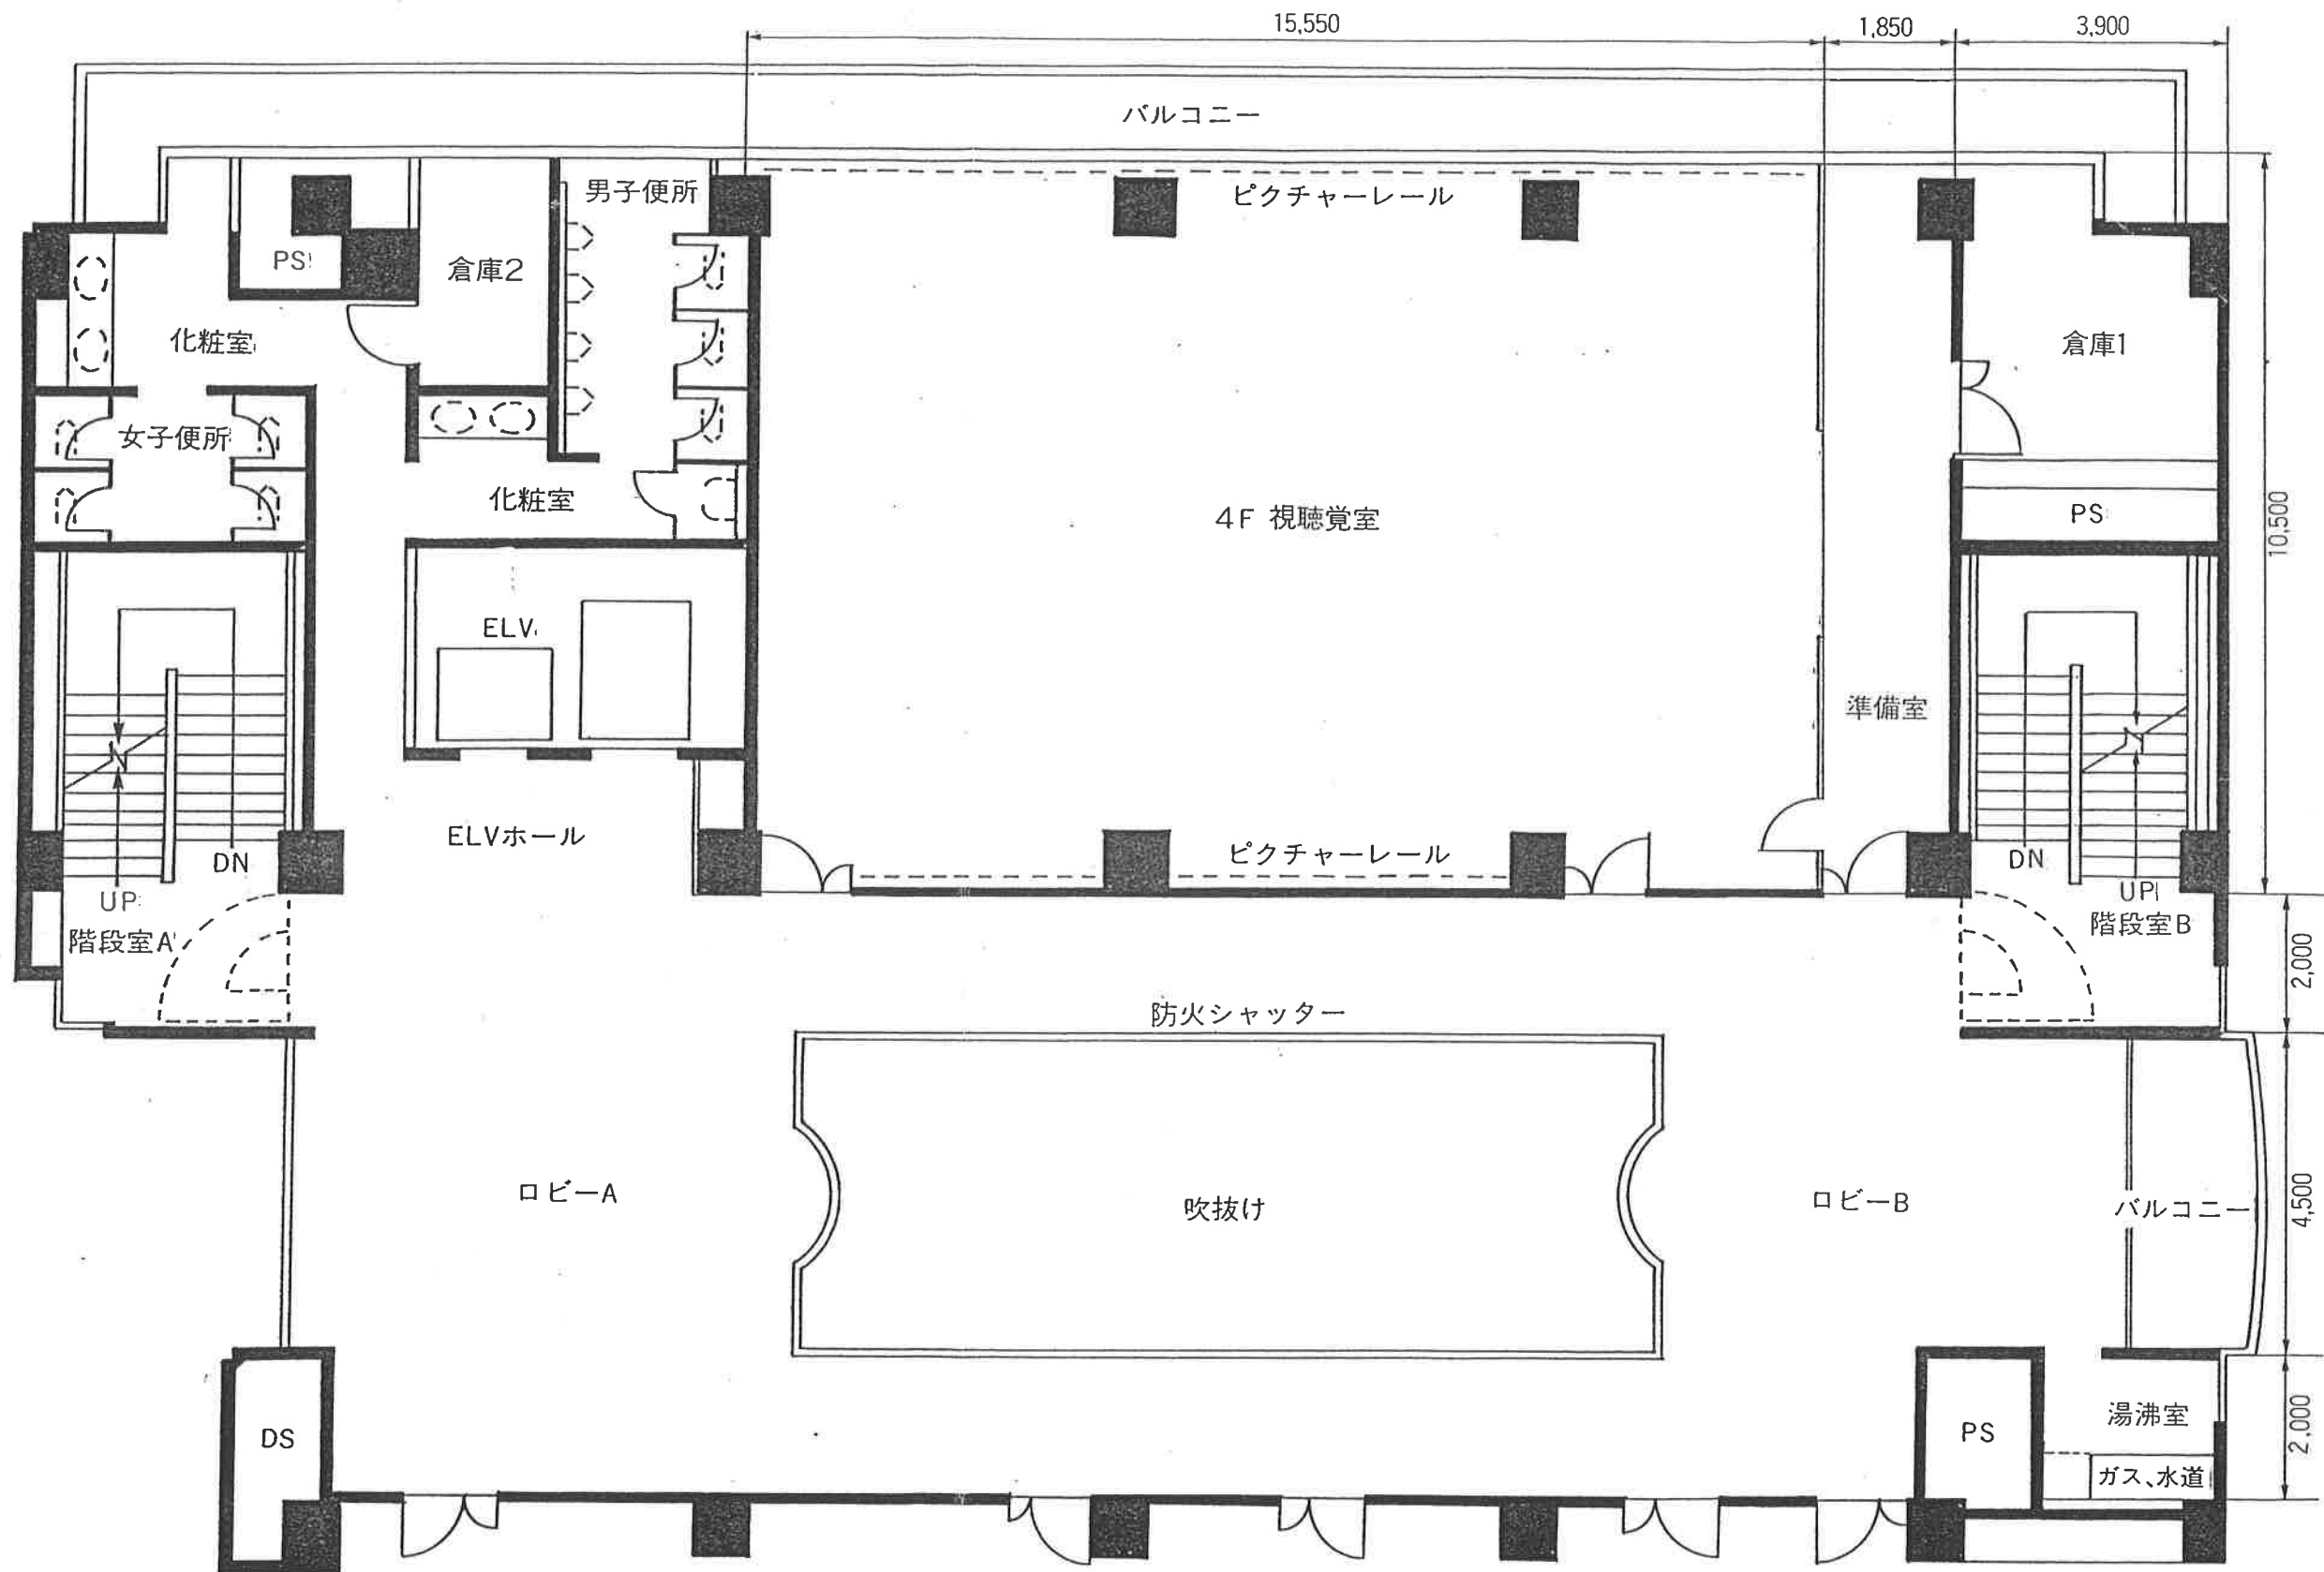 15,550
1,850
3,900
バルコニー
男子便所
ピクチャーレール
PS
倉庫2
化粧室
倉庫1
女子便所
化粧室
4F 視聴覚室
PS
10,500
ELV
準備室
ELVホール
ピクチャーレール
DN
UP
階段室A
DN
UP
階段室B
2,000
防火シャッター
ロビーA
吹抜け
ロビーB
バルコニー
4,500
DS
PS
湯沸室
ガス、水道
2,000